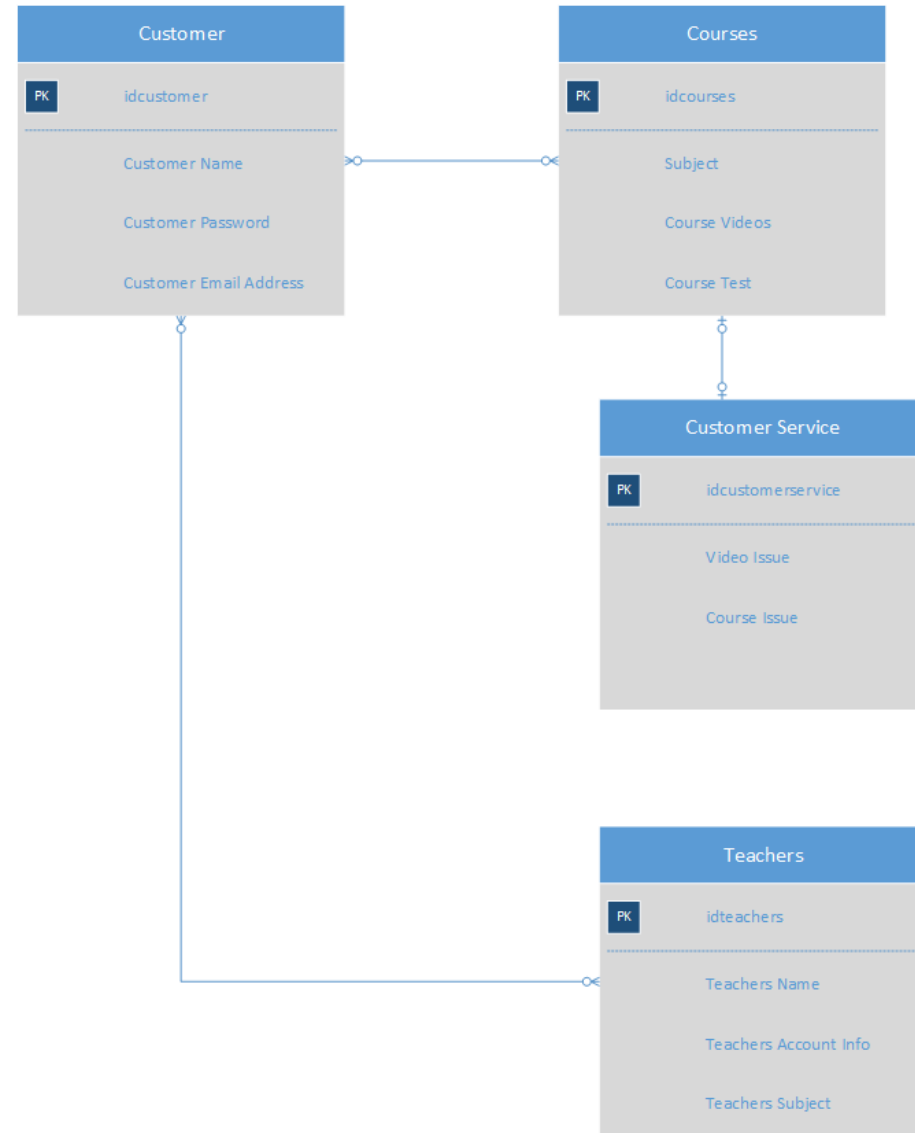 Customer
PK idcustomer
Customer Name
Customer Password
Customer Email Address
Courses
PK idcourses
Subject
Course Videos
Course Test
Customer Service
PK idcustomerservice
Video Issue
Course Issue
Teachers
PK idteachers
Teachers Name
Teachers Account Info
Teachers Subject